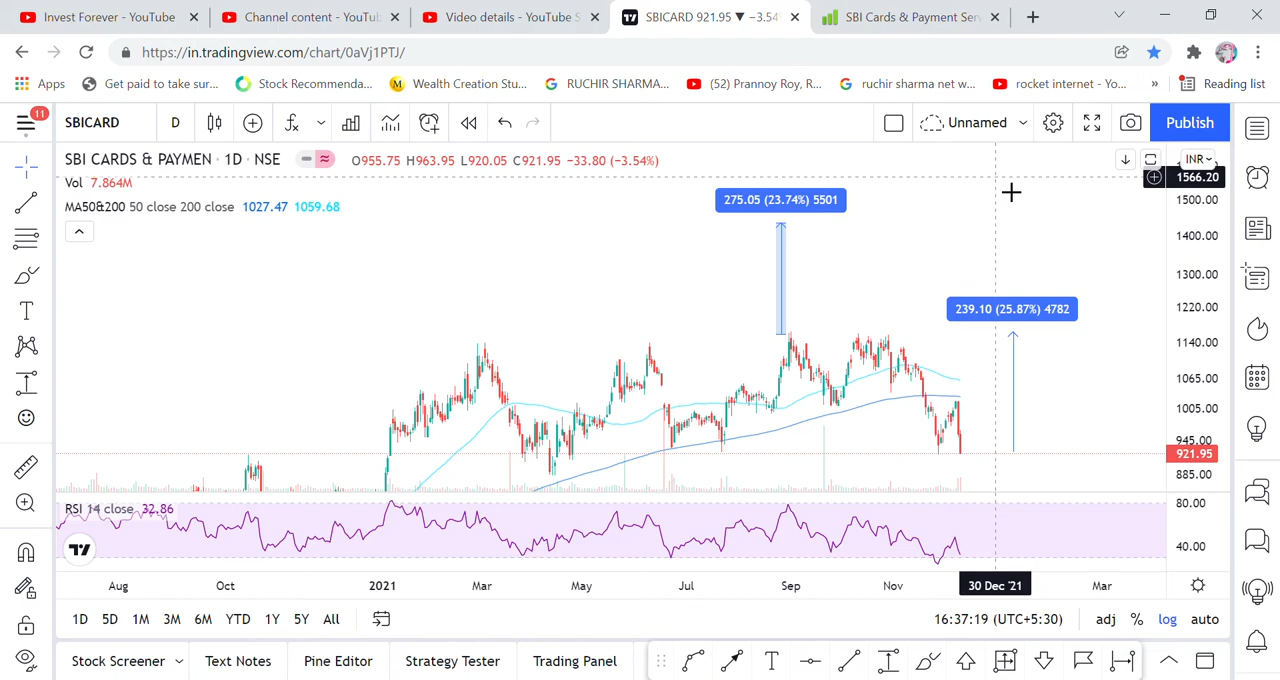 Invest Forever - YouTube
Channel content - YouTu
Video details - YouTube S
SBICARD 921.95 ▼ −3.54
SBI Cards & Payment Serv
https://in.tradingview.com/chart/0aVj1PTJ/
Apps
Get paid to take sur...
Stock Recommenda...
Wealth Creation Stu...
RUCHIR SHARMA...
(52) Prannoy Roy, R...
ruchir sharma net w...
rocket internet - Yo...
»
Reading list
11
SBICARD
D
Unnamed
Publish
SBI CARDS & PAYMEN · 1D · NSE
O955.75 H963.95 L920.05 C921.95 −33.80 (−3.54%)
INR
1566.20
Vol 7.864M
275.05 (23.74%) 5501
1500.00
MA50&200 50 close 200 close 1027.47 1059.68
1400.00
1300.00
239.10 (25.87%) 4782
1220.00
1140.00
1065.00
1005.00
945.00
921.95
885.00
RSI 14 close 32.86
80.00
40.00
Aug
Oct
2021
Mar
May
Jul
Sep
Nov
30 Dec '21
Mar
1D 5D 1M 3M 6M YTD 1Y 5Y All
16:37:19 (UTC+5:30)
adj % log auto
Stock Screener
Text Notes
Pine Editor
Strategy Tester
Trading Panel